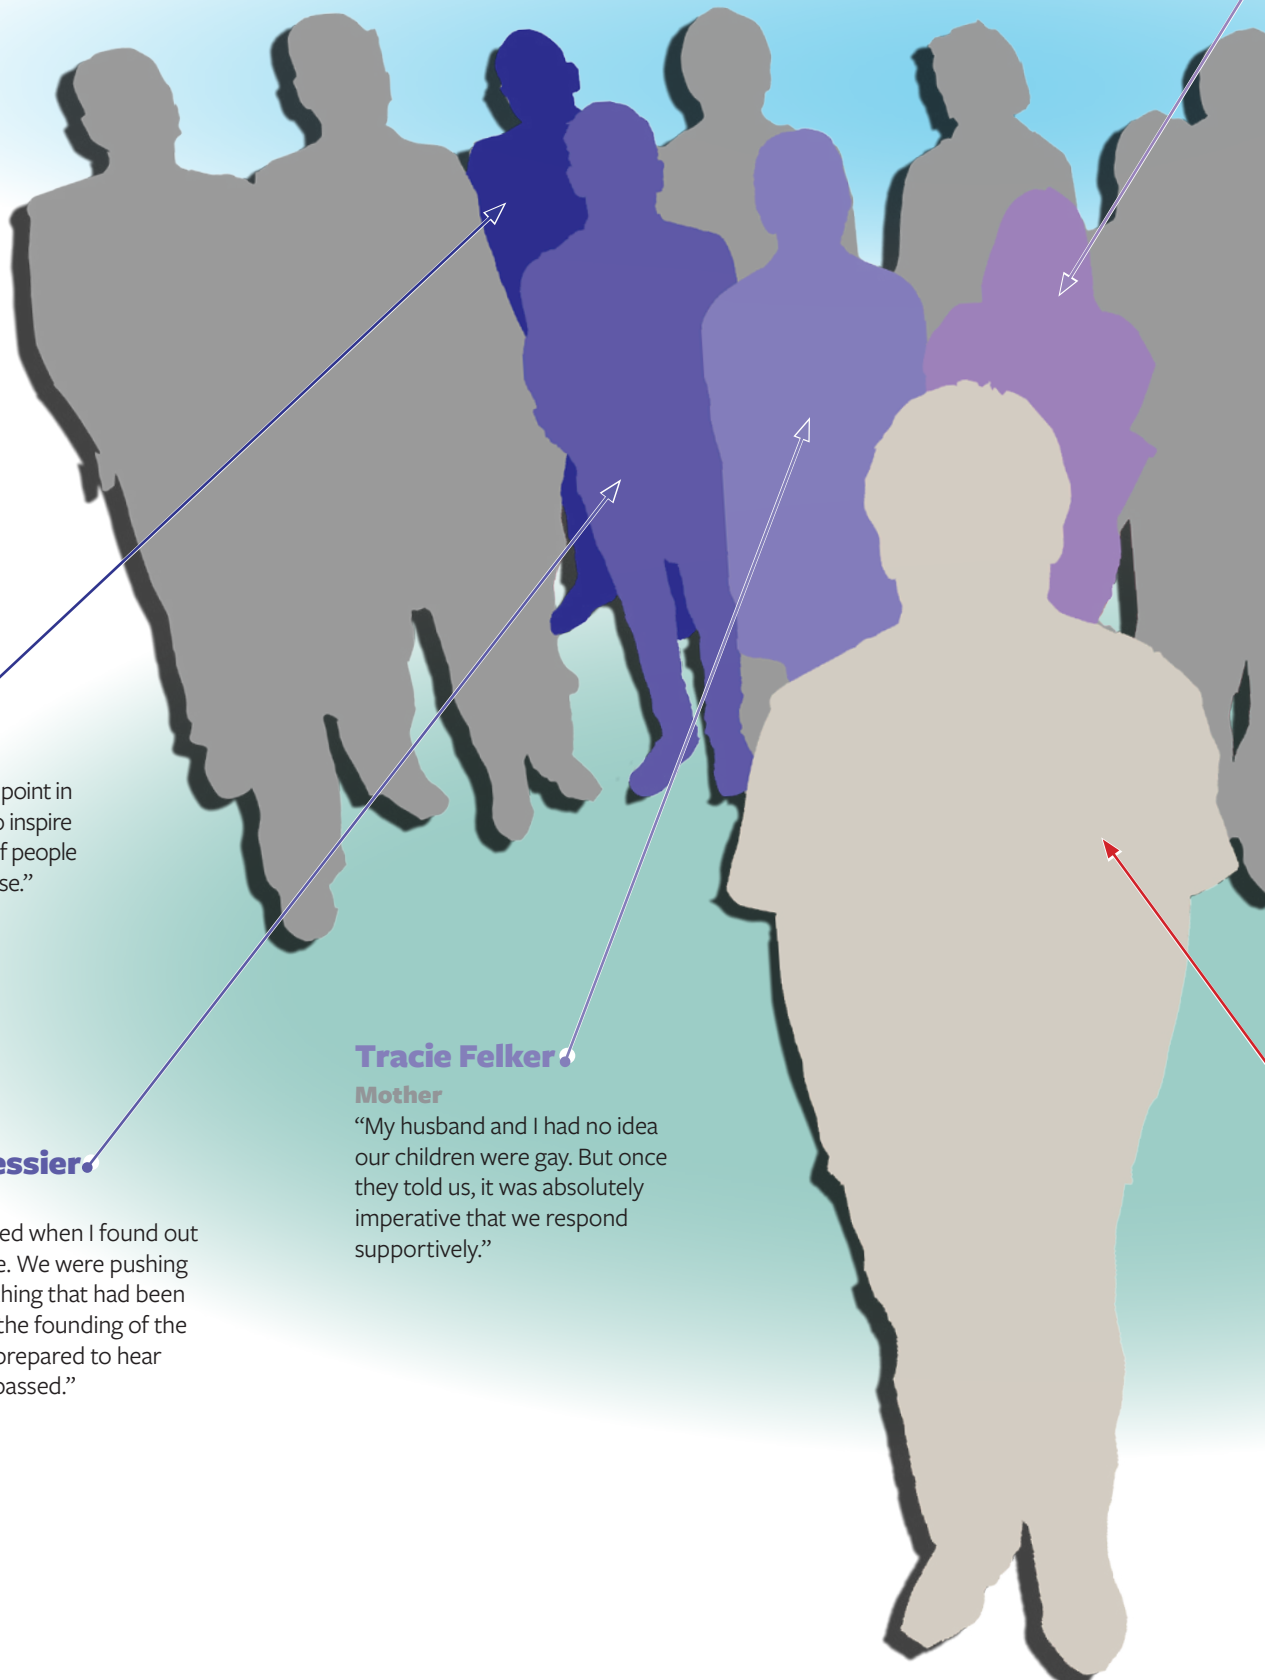 point in
inspire
people
Tracie Felker
Mother
“My husband and I had no idea
our children were gay. But once
they told us, it was absolutely
imperative that we respond
supportively.”
essier
ed when I found out
We were pushing
hing that had been
the founding of the
prepared to hear
passed.”